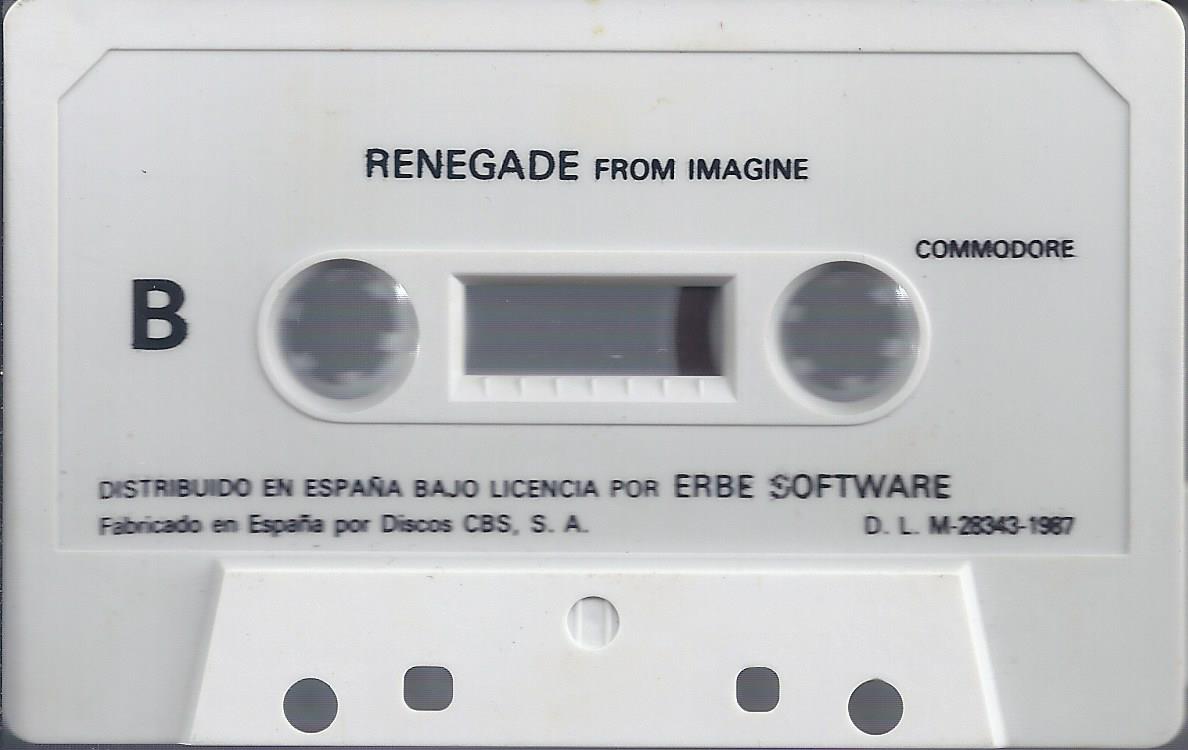 RENEGADE FROM IMAGINE
COMMODORE
B
DISTRIBUIDO EN ESPAÑA BAJO LICENCIA POR ERBE SOFTWARE
Fabricado en España por Discos CBS, S. A.
D. L. M-28343-1987